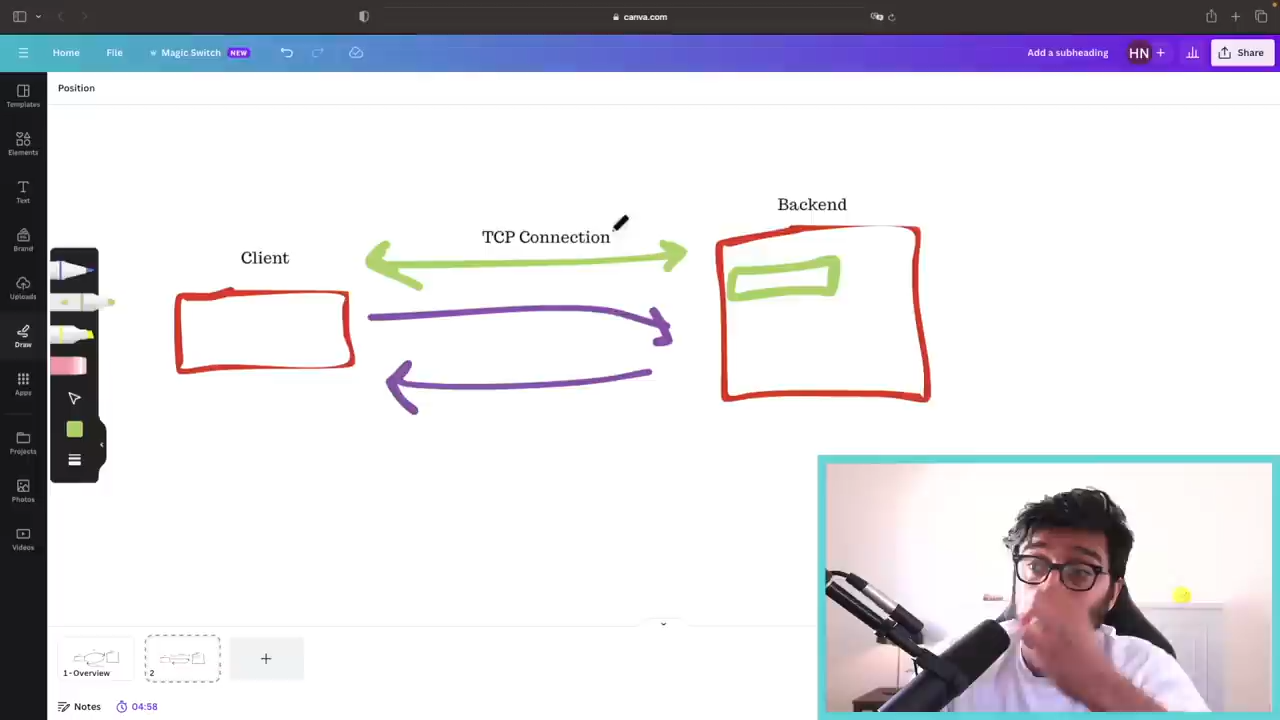 canva.com
Home File Magic Switch NEW Add a subheading HN Share
Position
Templates
Elements
Text
Brand
Uploads
Draw
Apps
Projects
Photos
Videos
Backend
TCP Connection
Client
1 - Overview
2
Notes 04:58